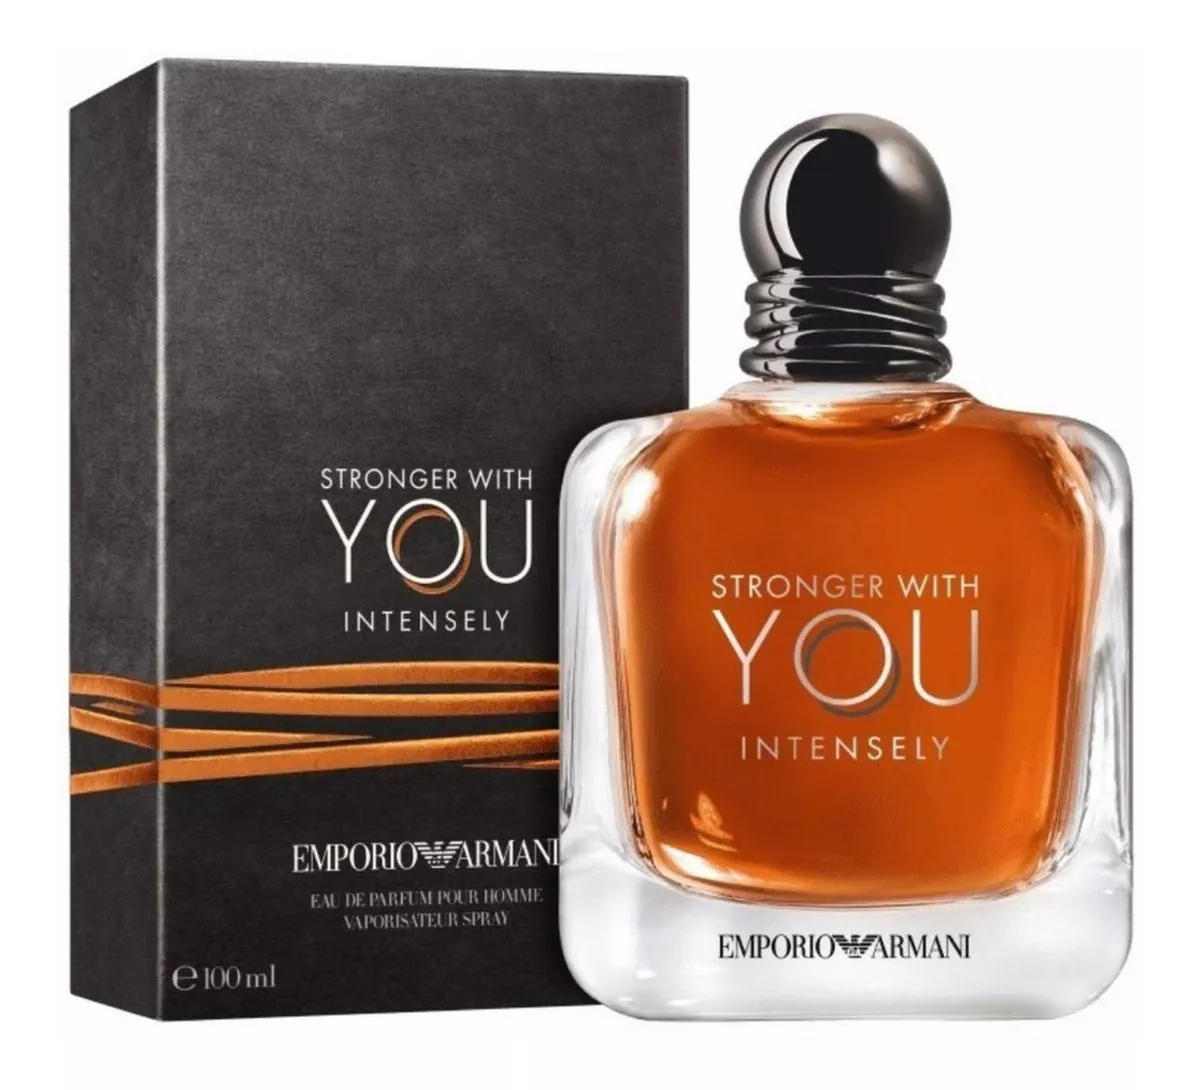 STRONGER WITH
YOU
INTENSELY
EMPORIO ARMANI
EAU DE PARFUM POUR HOMME
VAPORISATEUR SPRAY
℮ 100 ml
STRONGER WITH
YOU
INTENSELY
EMPORIO ARMANI